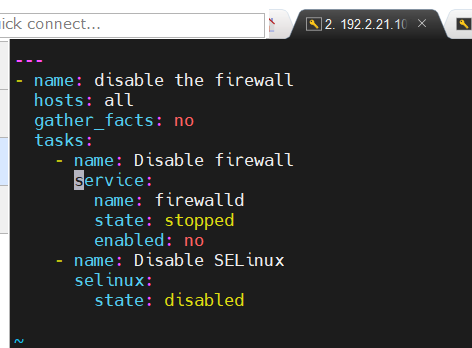 uick connect...
2. 192.2.21.10
---
- name: disable the firewall
  hosts: all
  gather_facts: no
  tasks:
    - name: Disable firewall
      service:
        name: firewalld
        state: stopped
        enabled: no
    - name: Disable SELinux
      selinux:
        state: disabled
~